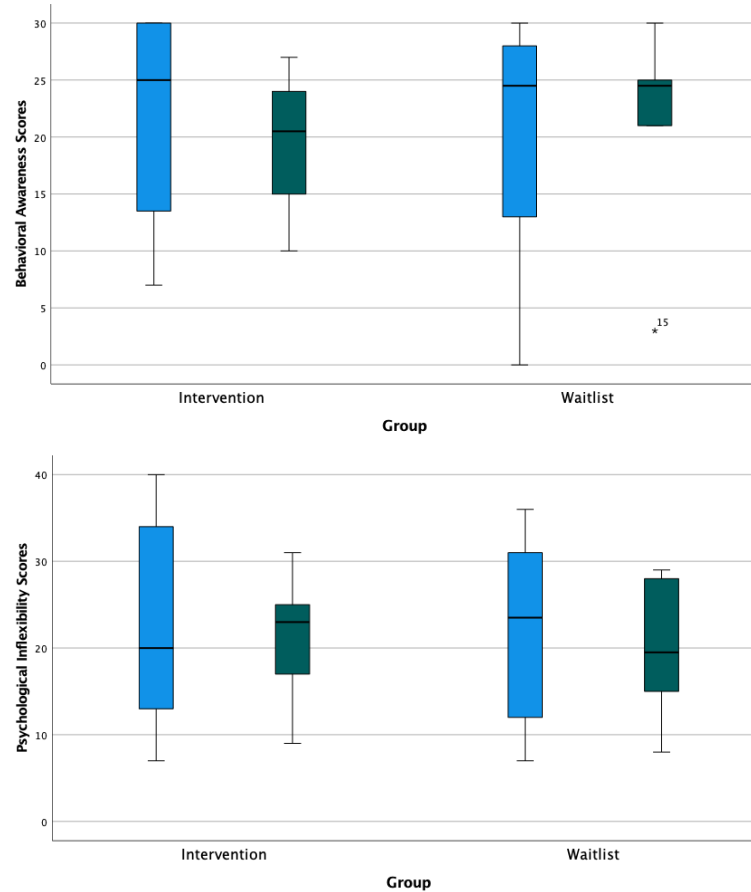 Behavioral Awareness Scores
30
25
20
15
10
5
0
*15
Intervention
Waitlist
Group
Psychological Inflexibility Scores
40
30
20
10
0
Intervention
Waitlist
Group